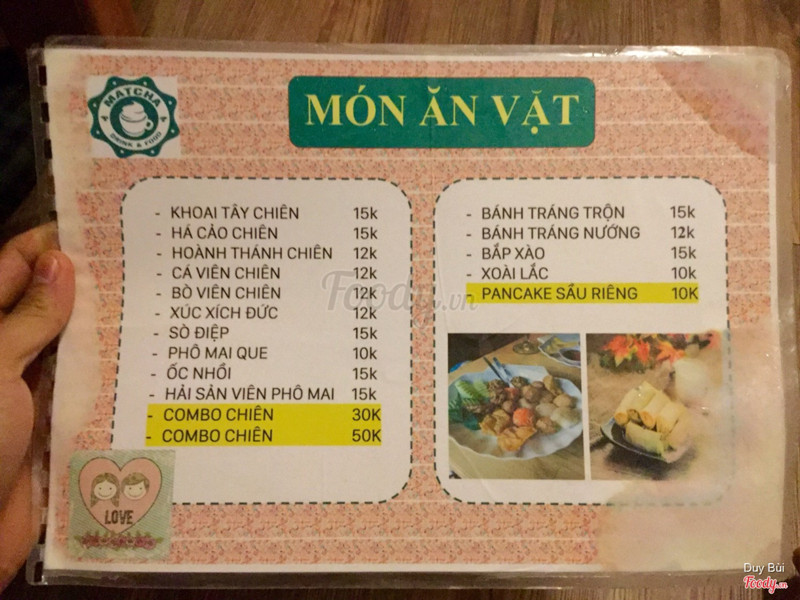 MATCHA
DRINK & FOOD
MÓN ĂN VẶT
- KHOAI TÂY CHIÊN 15k
- HÁ CẢO CHIÊN 15k
- HOÀNH THÁNH CHIÊN 12k
- CÁ VIÊN CHIÊN 12k
- BÒ VIÊN CHIÊN 12k
- XÚC XÍCH ĐỨC 12k
- SÒ ĐIỆP 15k
- PHÔ MAI QUE 10k
- ỐC NHỒI 15k
- HẢI SẢN VIÊN PHÔ MAI 15k
- COMBO CHIÊN 30K
- COMBO CHIÊN 50K
- BÁNH TRÁNG TRỘN 15k
- BÁNH TRÁNG NƯỚNG 12k
- BẮP XÀO 15k
- XOÀI LẮC 10k
- PANCAKE SẦU RIÊNG 10K
Foody.vn
LOVE
Duy Bùi
Foody.vn